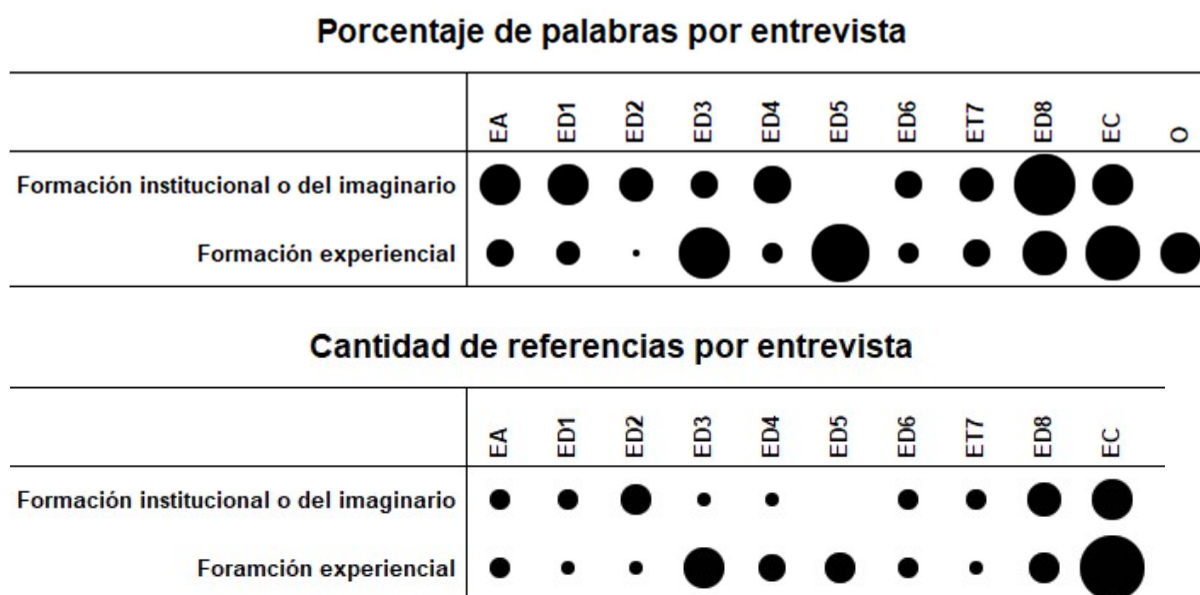 Porcentaje de palabras por entrevista
EA ED1 ED2 ED3 ED4 ED5 ED6 ET7 ED8 EC O
Formación institucional o del imaginario
Formación experiencial
Cantidad de referencias por entrevista
EA ED1 ED2 ED3 ED4 ED5 ED6 ET7 ED8 EC
Formación institucional o del imaginario
Foramción experiencial